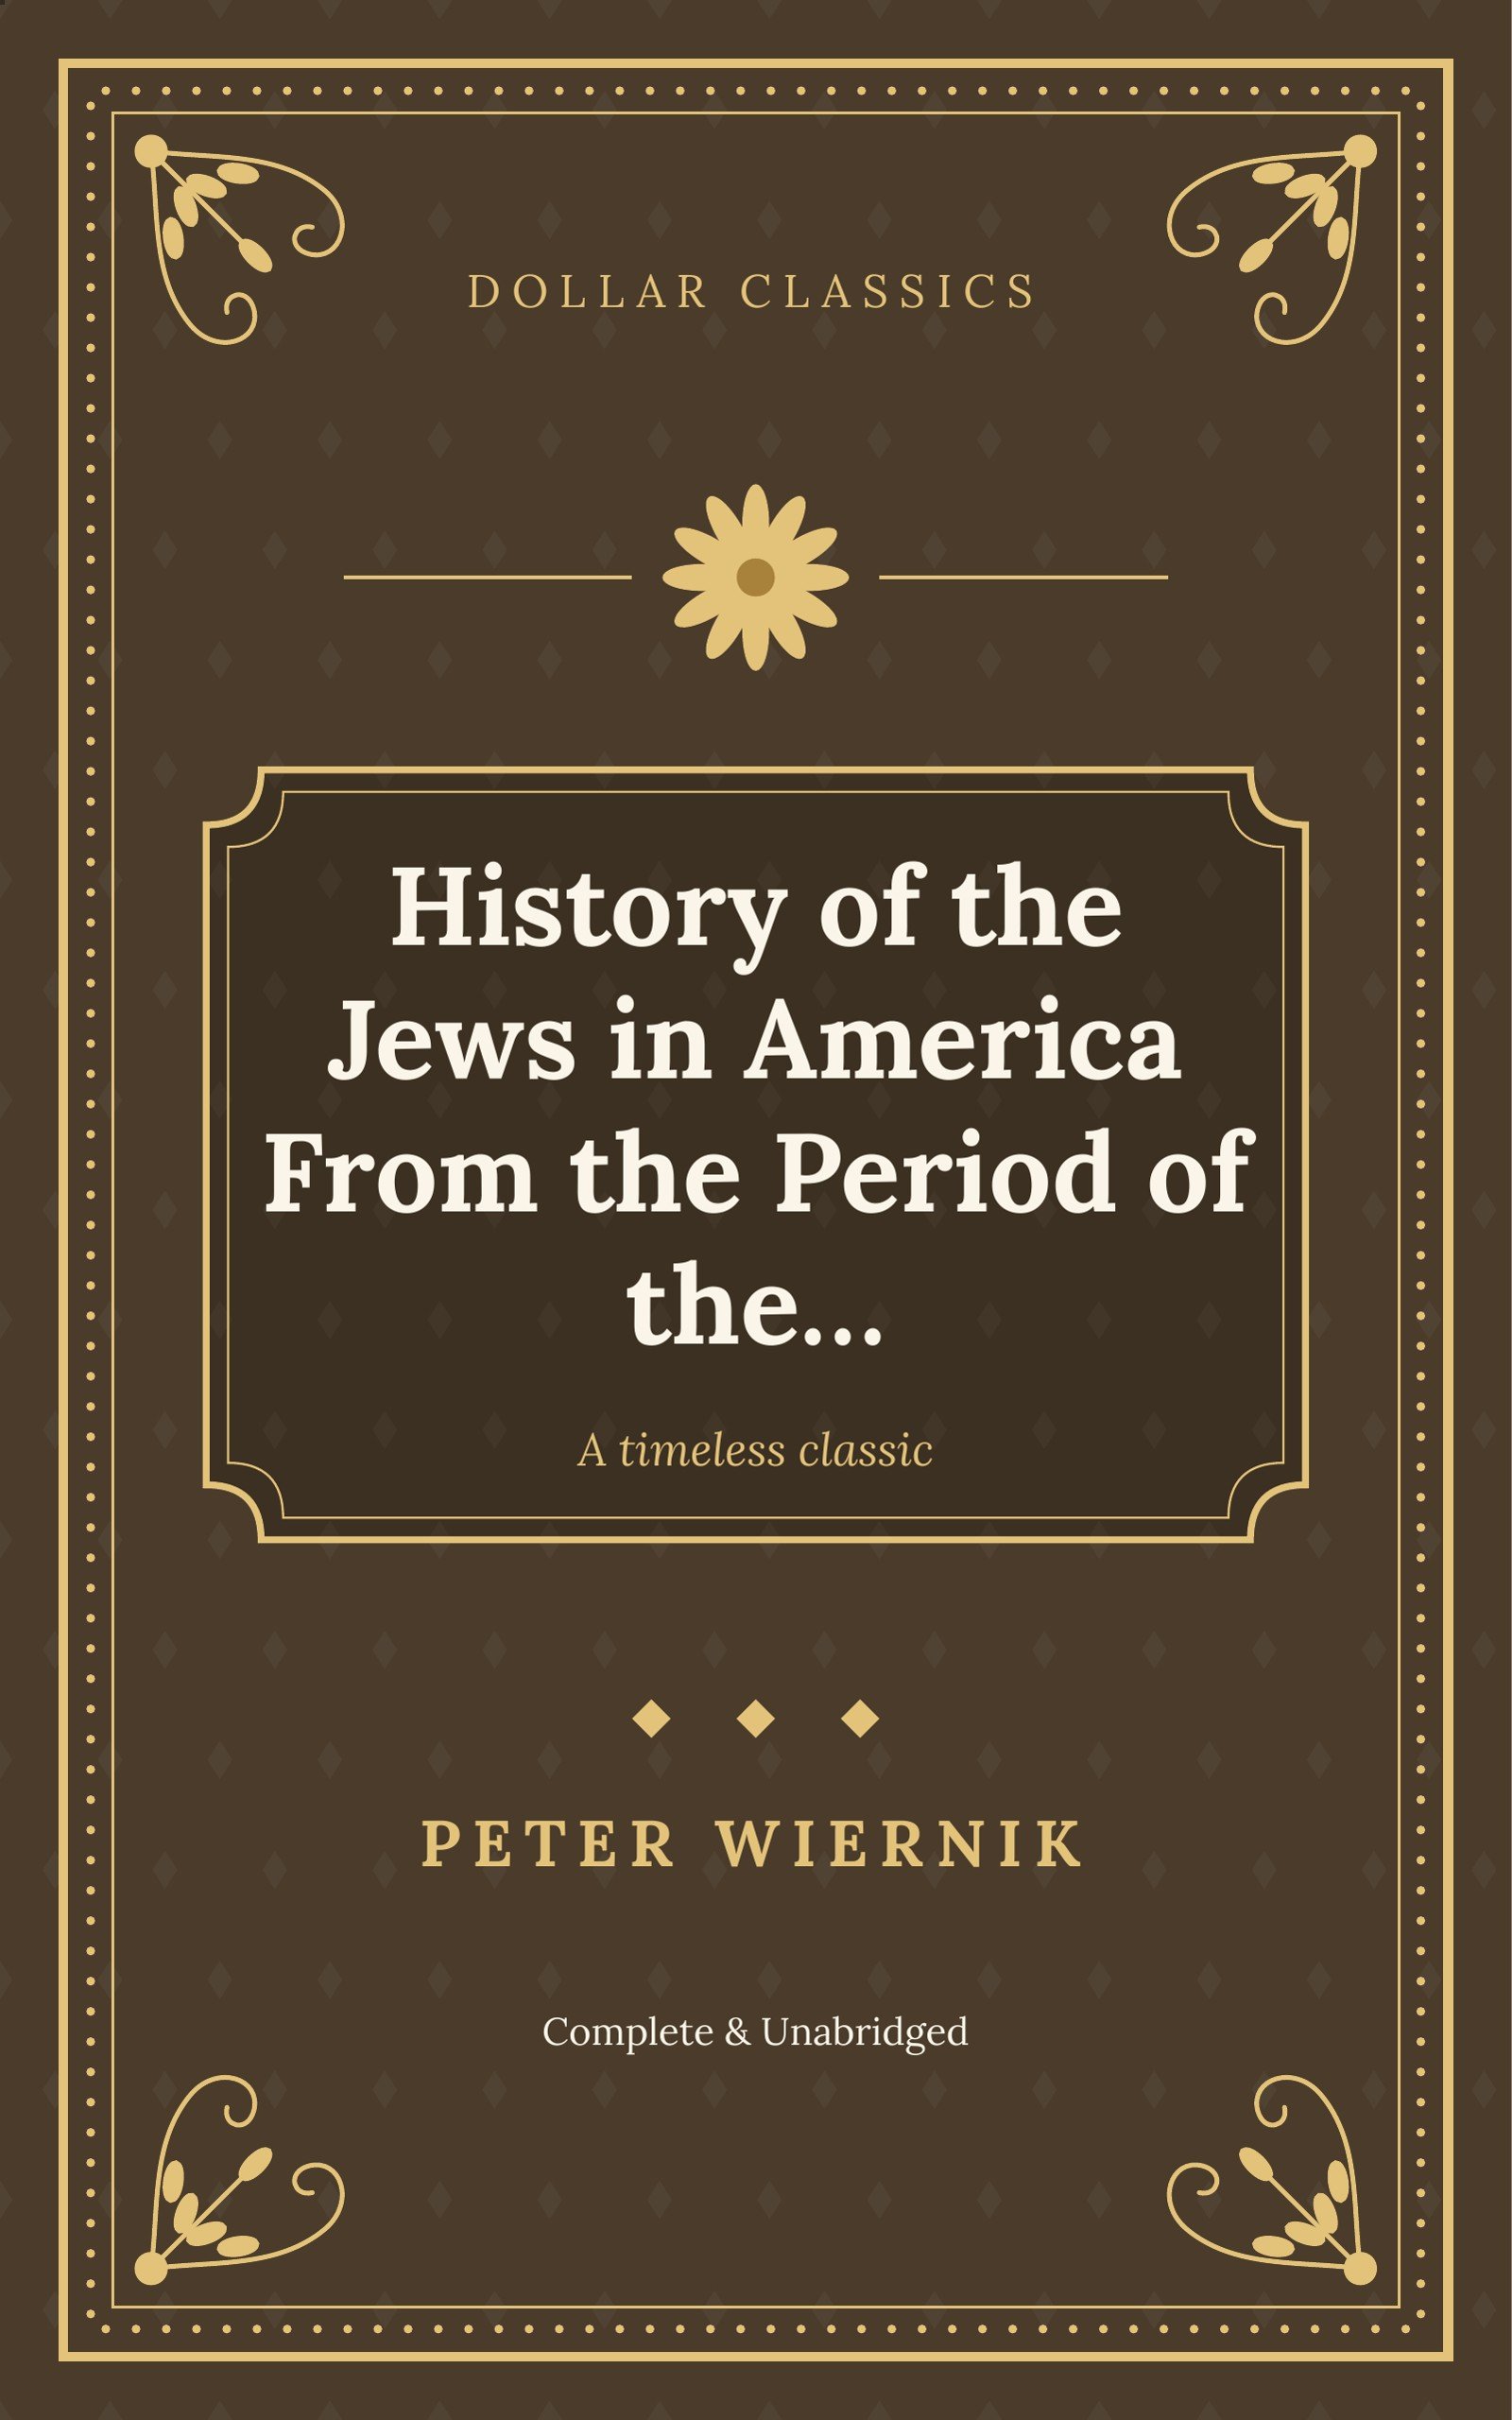 DOLLAR CLASSICS
History of the
Jews in America
From the Period of
the...
A timeless classic
PETER WIERNIK
Complete & Unabridged